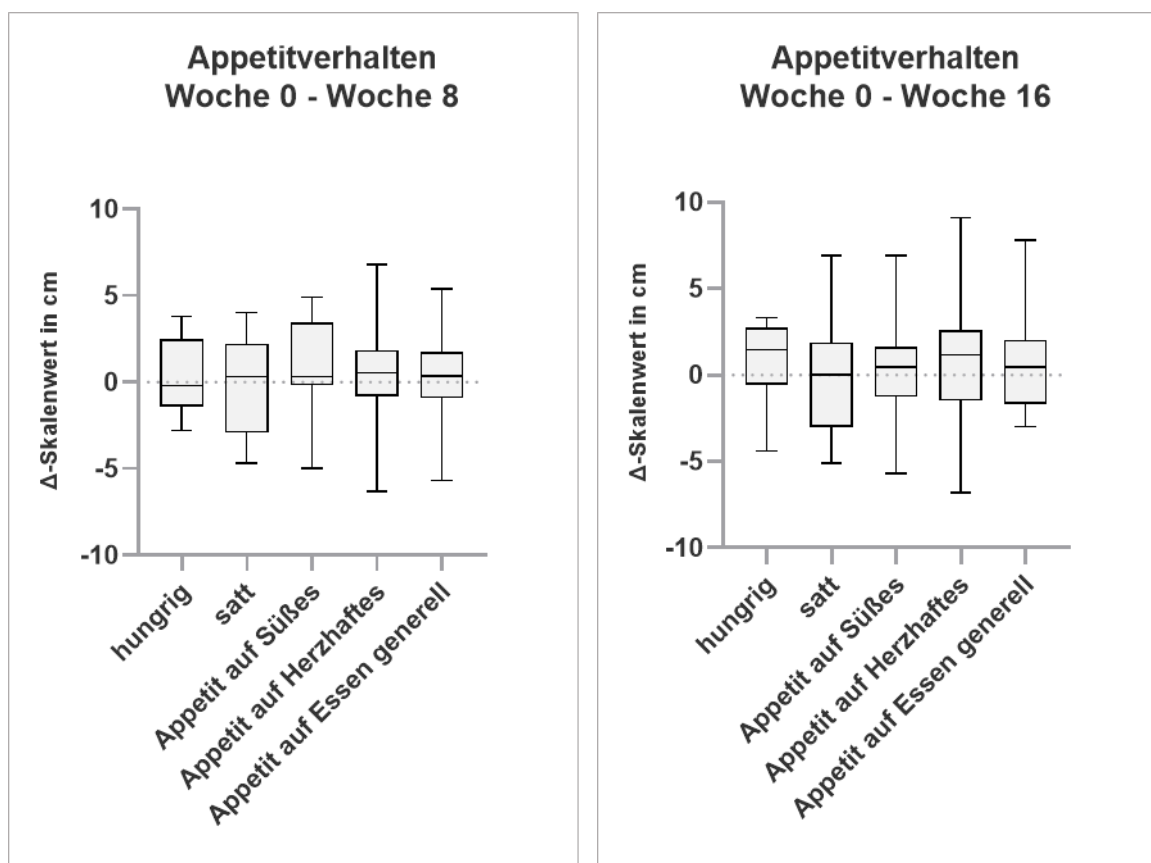 Appetitverhalten
Woche 0 - Woche 8
Δ-Skalenwert in cm
10
5
0
-5
-10
hungrig
satt
Appetit auf Süßes
Appetit auf Herzhaftes
Appetit auf Essen generell
Appetitverhalten
Woche 0 - Woche 16
Δ-Skalenwert in cm
10
5
0
-5
-10
hungrig
satt
Appetit auf Süßes
Appetit auf Herzhaftes
Appetit auf Essen generell